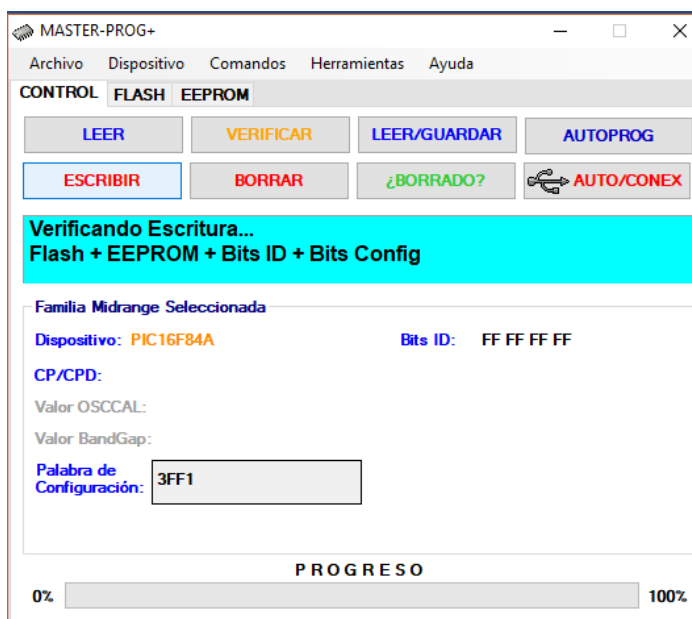 MASTER-PROG+
Archivo Dispositivo Comandos Herramientas Ayuda
CONTROL FLASH EEPROM
LEER VERIFICAR LEER/GUARDAR AUTOPROG
ESCRIBIR BORRAR ¿BORRADO? AUTO/CONEX
Verificando Escritura...
Flash + EEPROM + Bits ID + Bits Config
Familia Midrange Seleccionada
Dispositivo: PIC16F84A Bits ID: FF FF FF FF
CP/CPD:
Valor OSCCAL:
Valor BandGap:
Palabra de
Configuración: 3FF1
PROGRESO
0% 100%